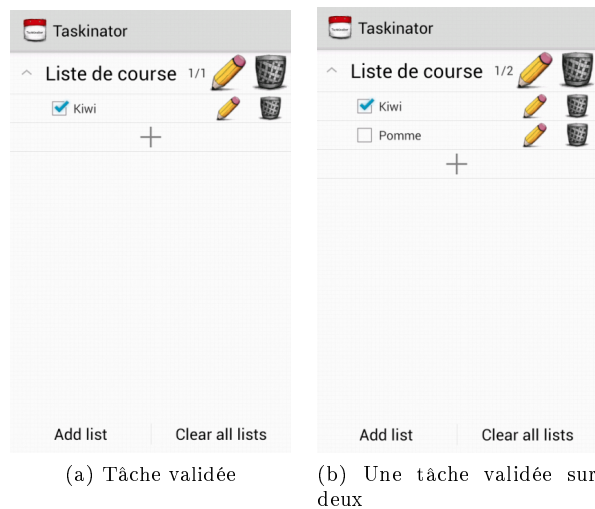 Taskinator
Liste de course 1/1
Kiwi
Add list
Clear all lists
(a) Tâche validée
Taskinator
Liste de course 1/2
Kiwi
Pomme
Add list
Clear all lists
(b) Une tâche validée sur
deux